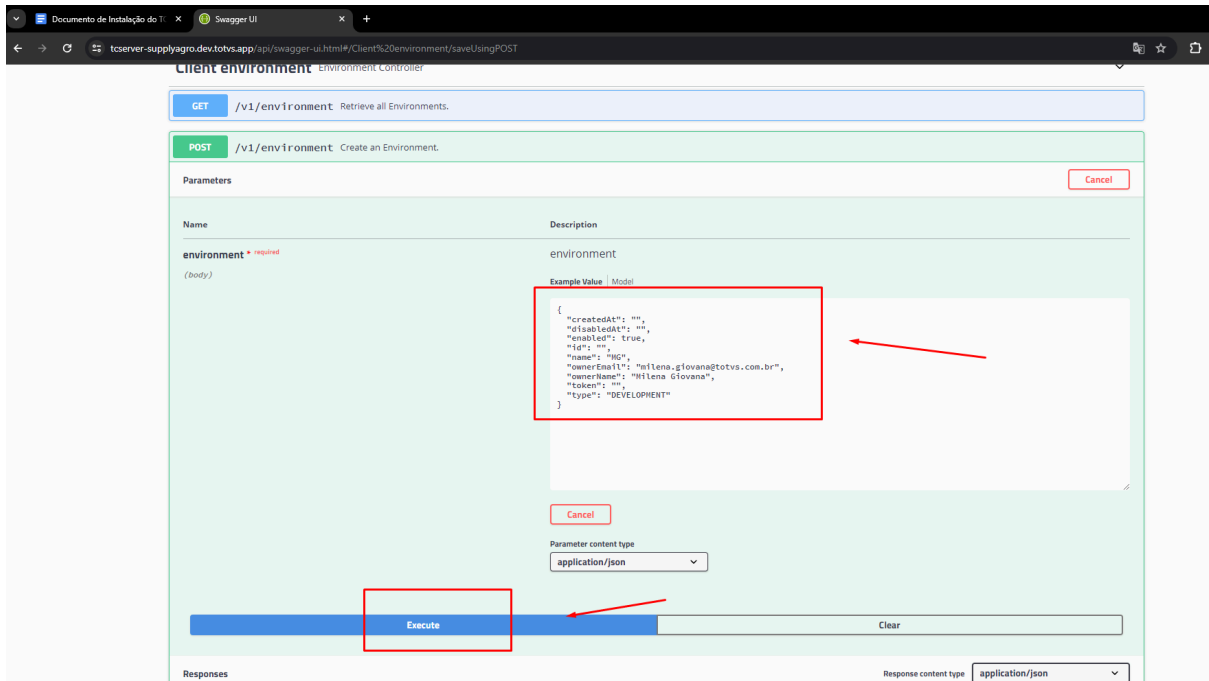 Documento de Instalação do TC
Swagger UI
tcserver-supplyagro.dev.totvs.app/api/swagger-ui.html#/Client%20environment/saveUsingPOST
Client environment Environment Controller
GET /v1/environment Retrieve all Environments.
POST /v1/environment Create an Environment.
Parameters
Cancel
Name Description
environment * required
environment
(body)
Example Value Model
{
"createdAt": "",
"disabledAt": "",
"enabled": true,
"id": "",
"name": "MG",
"ownerEmail": "milena.giovana@totvs.com.br",
"ownerName": "Milena Giovana",
"token": "",
"type": "DEVELOPMENT"
}
Cancel
Parameter content type
application/json
Execute Clear
Responses Response content type application/json